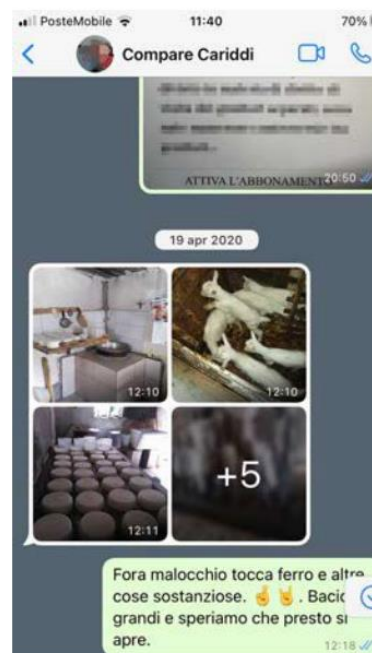 PosteMobile 11:40 70%
Compare Cariddi
ATTIVA L'ABBONAMENTO 20:50
19 apr 2020
12:10 12:10
12:11 +5
Fora malocchio tocca ferro e altre
cose sostanziose. 🤞 🤘 . Bacio
grandi e speriamo che presto si
apre. 12:18